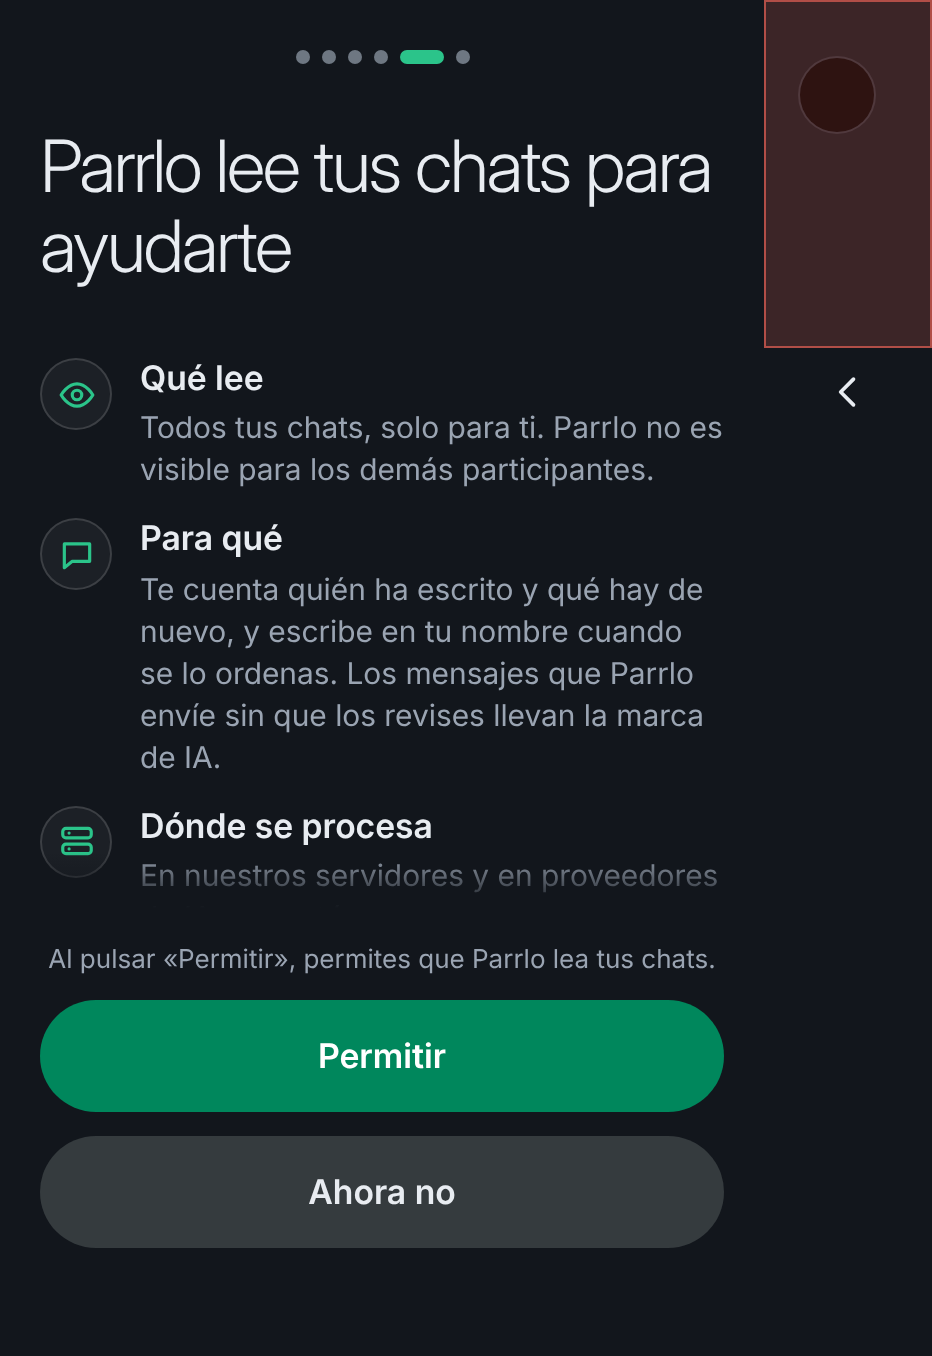 Parrlo lee tus chats para
ayudarte
Qué lee
Todos tus chats, solo para ti. Parrlo no es
visible para los demás participantes.
Para qué
Te cuenta quién ha escrito y qué hay de
nuevo, y escribe en tu nombre cuando
se lo ordenas. Los mensajes que Parrlo
envíe sin que los revises llevan la marca
de IA.
Dónde se procesa
En nuestros servidores y en proveedores
Al pulsar «Permitir», permites que Parrlo lea tus chats.
Permitir
Ahora no